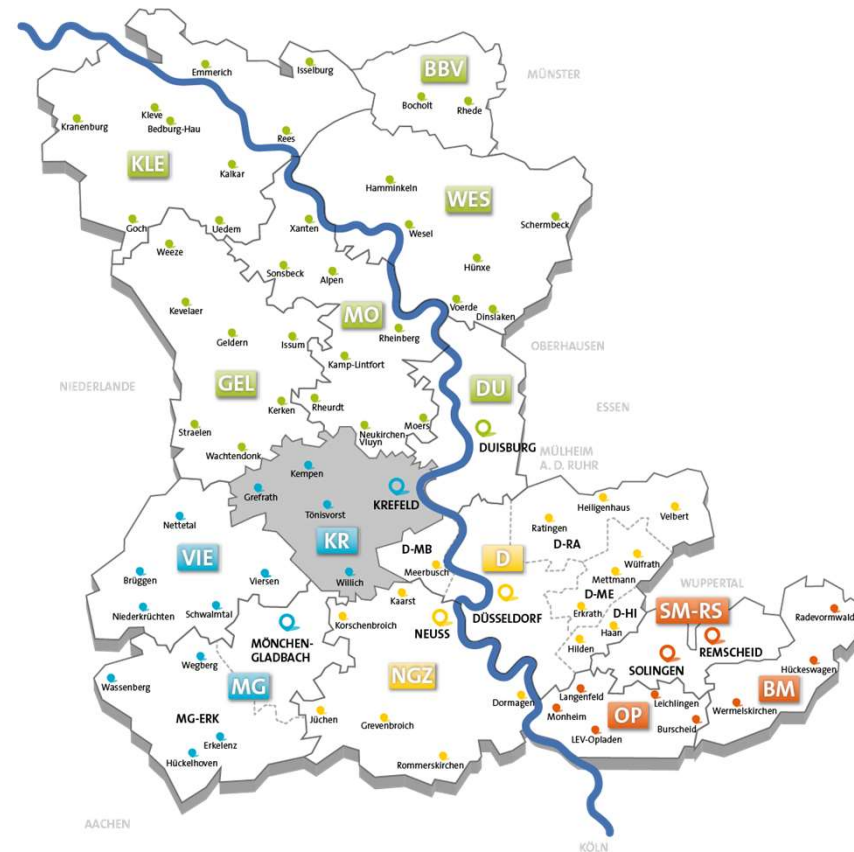 Emmerich
Isselburg
BBV
MÜNSTER
Bocholt
Rhede
Kranenburg
Kleve
Bedburg-Hau
Rees
KLE
Kalkar
Hamminkeln
WES
Schermbeck
Goch
Uedem
Xanten
Wesel
Weeze
Sonsbeck
Alpen
Hünxe
Kevelaer
MO
Voerde
Dinslaken
Geldern
Issum
Rheinberg
OBERHAUSEN
Kamp-Lintfort
NIEDERLANDE
GEL
DU
ESSEN
Kerken
Rheurdt
Straelen
Neukirchen
Vluyn
Moers
DUISBURG
Wachtendonk
MÜLHEIM
A. D. RUHR
Kempen
Grefrath
KREFELD
Heiligenhaus
Tönisvorst
Velbert
Nettetal
Ratingen
VIE
KR
D-MB
D
D-RA
Wülfrath
Brüggen
Viersen
Willich
Meerbusch
Mettmann
WUPPERTAL
Kaarst
D-ME
Niederkrüchten
Schwalmtal
Korschenbroich
NEUSS
DÜSSELDORF
Erkrath
D-HI
SM-RS
Radevormwald
MÖNCHEN-
GLADBACH
Haan
REMSCHEID
Wegberg
Hilden
SOLINGEN
Hückeswagen
Wassenberg
MG
NGZ
BM
Dormagen
Langenfeld
Leichlingen
MG-ERK
Jüchen
Grevenbroich
Monheim
OP
Wermelskirchen
Burscheid
Erkelenz
LEV-Opladen
Hückelhoven
Rommerskirchen
AACHEN
KÖLN